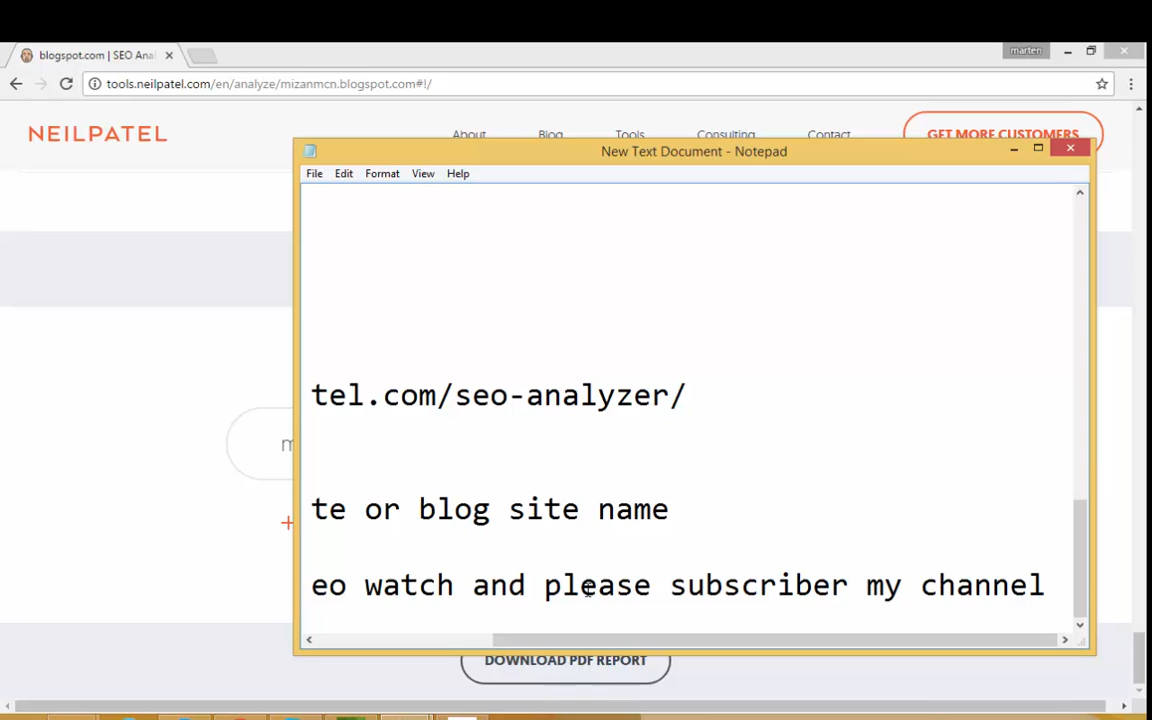 blogspot.com | SEO Ana
marten
tools.neilpatel.com/en/analyze/mizanmcn.blogspot.com#!/
NEILPATEL
About Blog Tools Consulting Contact GET MORE CUSTOMERS
New Text Document - Notepad
File Edit Format View Help
tel.com/seo-analyzer/
m
te or blog site name
+
eo watch and please subscriber my channel
DOWNLOAD PDF REPORT